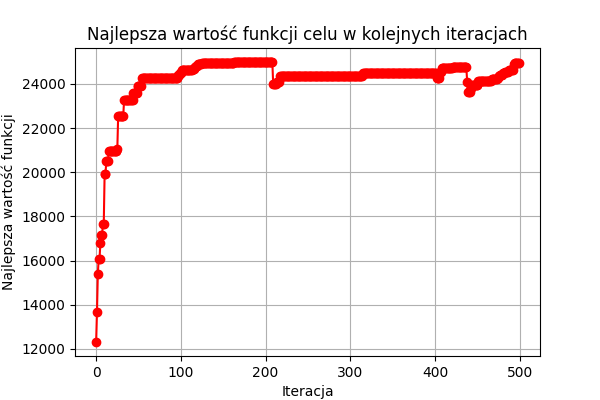 Najlepsza wartość funkcji celu w kolejnych iteracjach
Najlepsza wartość funkcji
24000
22000
20000
18000
16000
14000
12000
0 100 200 300 400 500
Iteracja